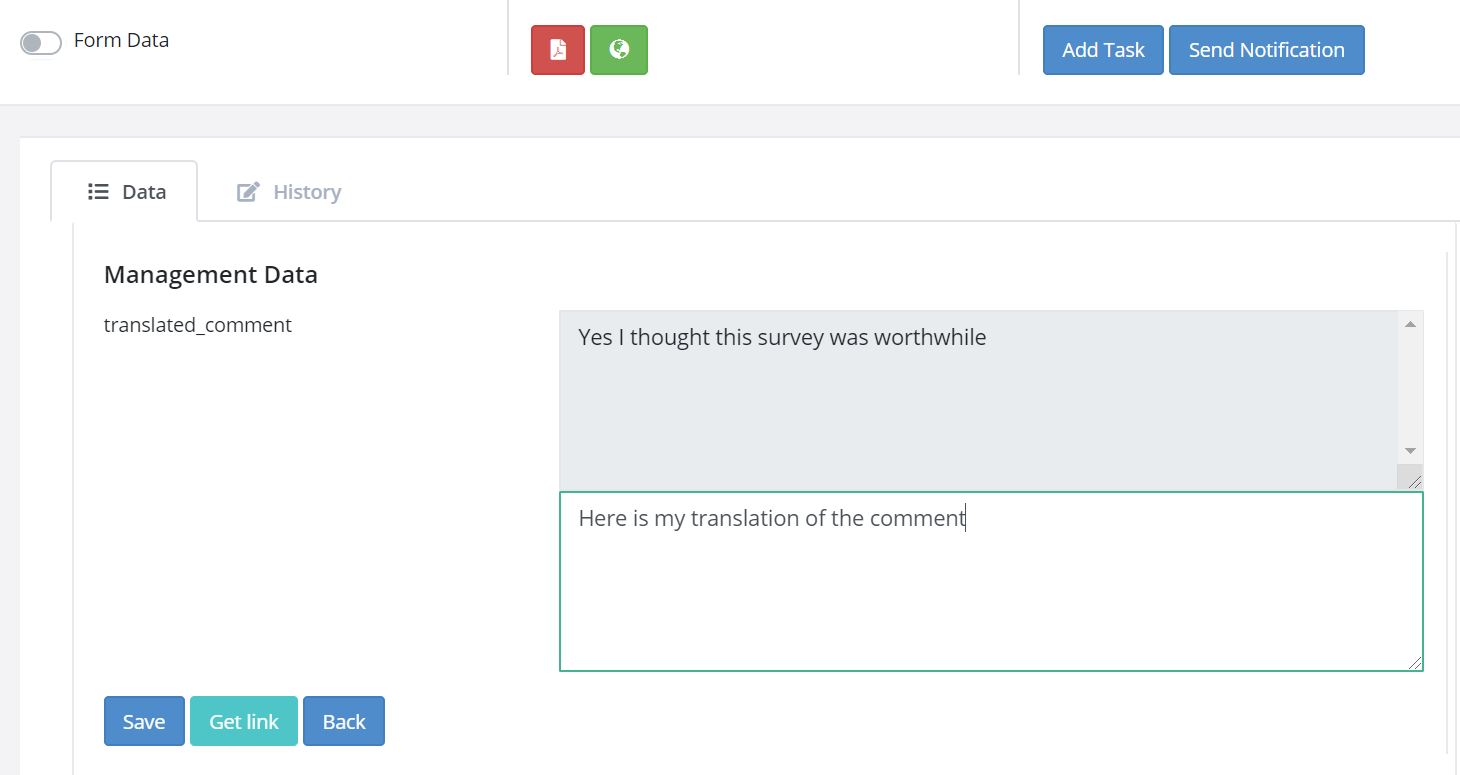 Form Data
Add Task
Send Notification
Data
History
Management Data
translated_comment
Yes I thought this survey was worthwhile
Here is my translation of the comment
Save
Get link
Back